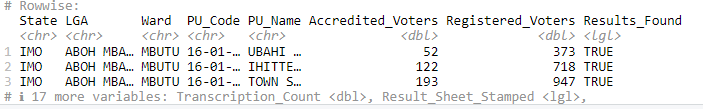 # Rowwise:
State LGA Ward PU_Code PU_Name Accredited_Voters Registered_Voters Results_Found
<chr> <chr> <chr> <chr> <chr> <dbl> <dbl> <lgl>
1 IMO ABOH MBA… MBUTU 16-01-… UBAHI … 52 373 TRUE
2 IMO ABOH MBA… MBUTU 16-01-… IHITTE… 122 718 TRUE
3 IMO ABOH MBA… MBUTU 16-01-… TOWN S… 193 947 TRUE
# ℹ 17 more variables: Transcription_Count <dbl>, Result_Sheet_Stamped <lgl>,